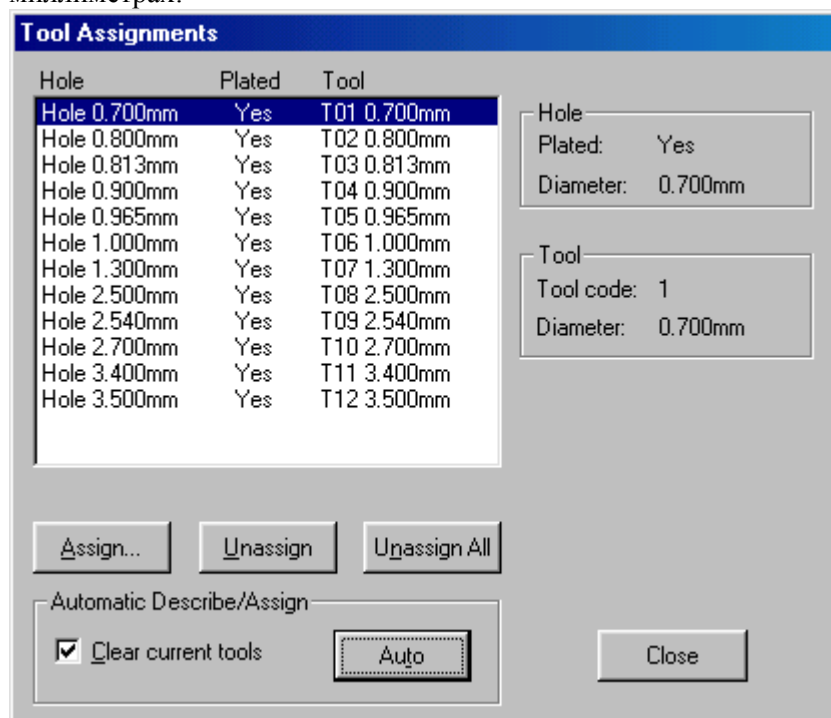 миллиметрах.
Tool Assignments
Hole Plated Tool
Hole 0.700mm Yes T01 0.700mm
Hole 0.800mm Yes T02 0.800mm
Hole 0.813mm Yes T03 0.813mm
Hole 0.900mm Yes T04 0.900mm
Hole 0.965mm Yes T05 0.965mm
Hole 1.000mm Yes T06 1.000mm
Hole 1.300mm Yes T07 1.300mm
Hole 2.500mm Yes T08 2.500mm
Hole 2.540mm Yes T09 2.540mm
Hole 2.700mm Yes T10 2.700mm
Hole 3.400mm Yes T11 3.400mm
Hole 3.500mm Yes T12 3.500mm
Hole
Plated: Yes
Diameter: 0.700mm
Tool
Tool code: 1
Diameter: 0.700mm
Assign... Unassign Unassign All
Automatic Describe/Assign
Clear current tools Auto Close